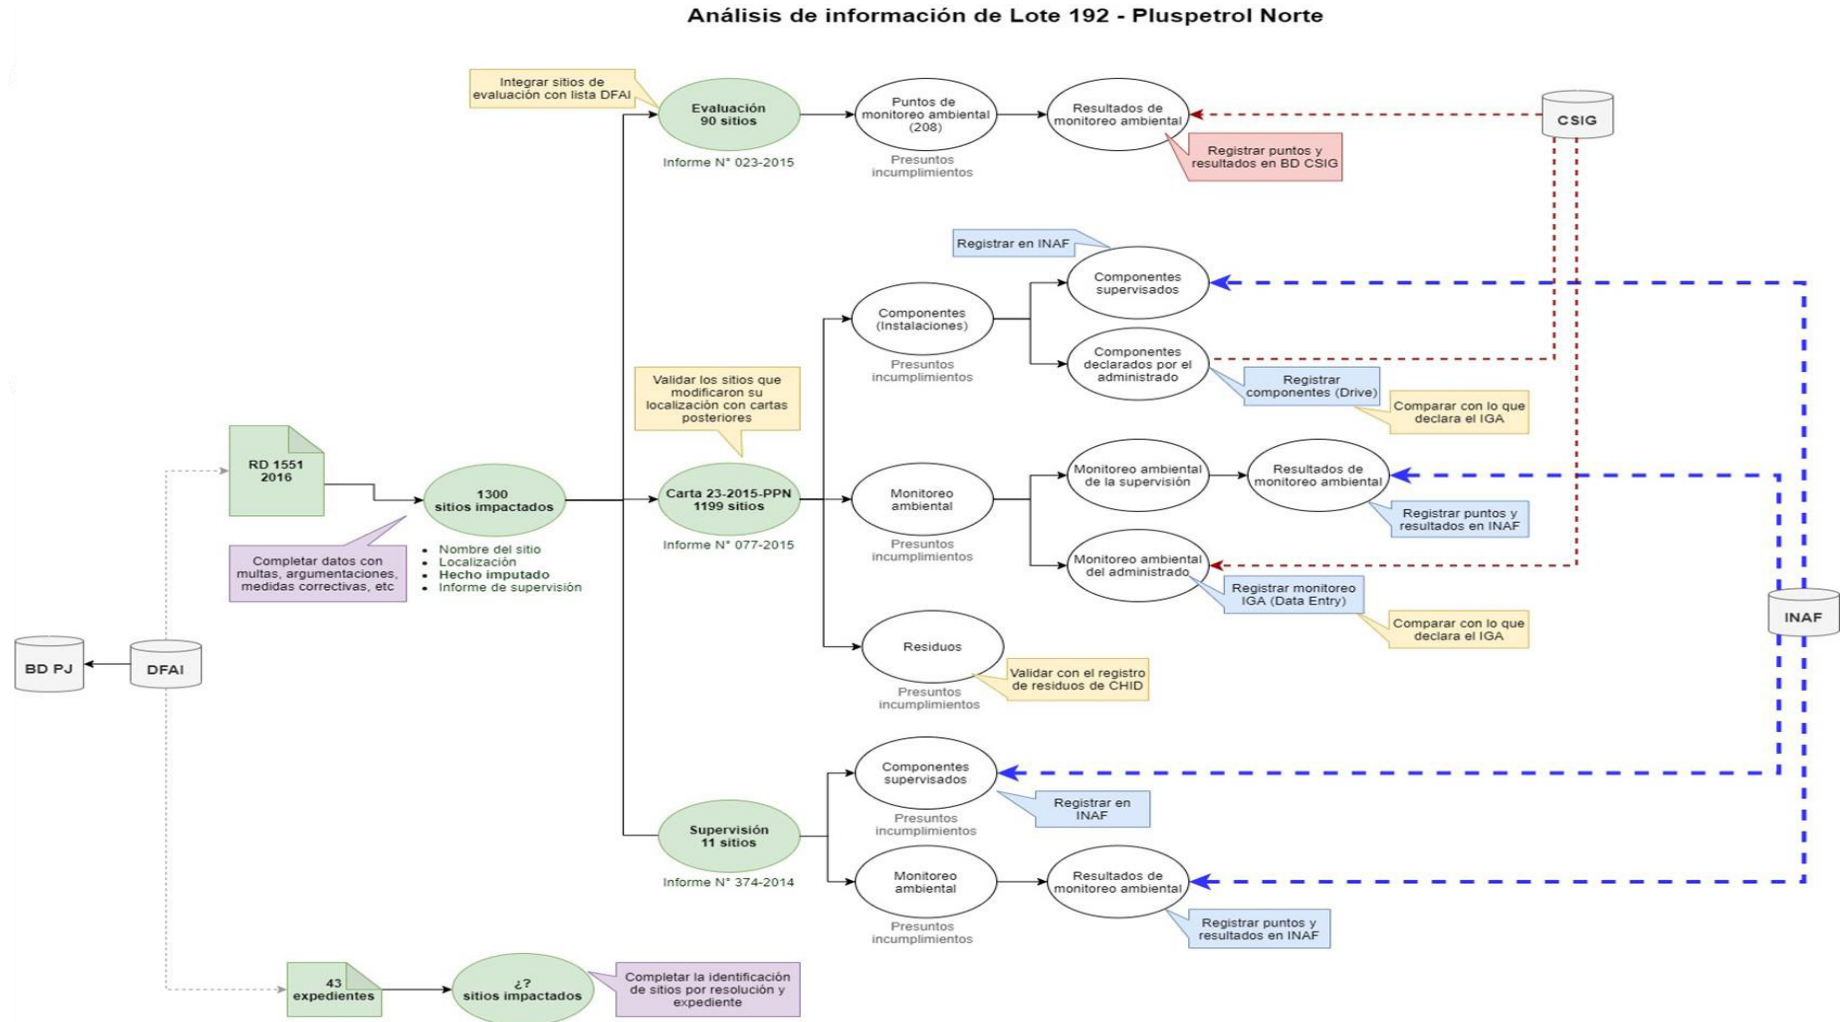 Análisis de información de Lote 192 - Pluspetrol Norte
Integrar sitios de
evaluación con lista DFAI
Evaluación
90 sitios
Informe N° 023-2015
Puntos de
monitoreo ambiental
(208)
Presuntos
incumplimientos
Resultados de
monitoreo ambiental
Registrar puntos y
resultados en BD CSIG
CSIG
Registrar en INAF
Componentes
supervisados
Componentes
(Instalaciones)
Presuntos
incumplimientos
Componentes
declarados por el
administrado
Registrar
componentes (Drive)
Comparar con lo que
declara el IGA
Validar los sitios que
modificaron su
localización con cartas
posteriores
RD 1551
2016
1300
sitios impactados
Completar datos con
multas, argumentaciones,
medidas correctivas, etc
• Nombre del sitio
• Localización
• Hecho imputado
• Informe de supervisión
Carta 23-2015-PPN
1199 sitios
Informe N° 077-2015
Monitoreo
ambiental
Presuntos
incumplimientos
Monitoreo ambiental
de la supervisión
Resultados de
monitoreo ambiental
Registrar puntos y
resultados en INAF
Monitoreo ambiental
del administrado
Registrar monitoreo
IGA (Data Entry)
Comparar con lo que
declara el IGA
INAF
BD PJ
DFAI
Residuos
Presuntos
incumplimientos
Validar con el registro
de residuos de CHID
Componentes
supervisados
Presuntos
incumplimientos
Registrar en
INAF
Supervisión
11 sitios
Informe N° 374-2014
Monitoreo
ambiental
Presuntos
incumplimientos
Resultados de
monitoreo ambiental
Registrar puntos y
resultados en INAF
43
expedientes
¿?
sitios impactados
Completar la identificación
de sitios por resolución y
expediente